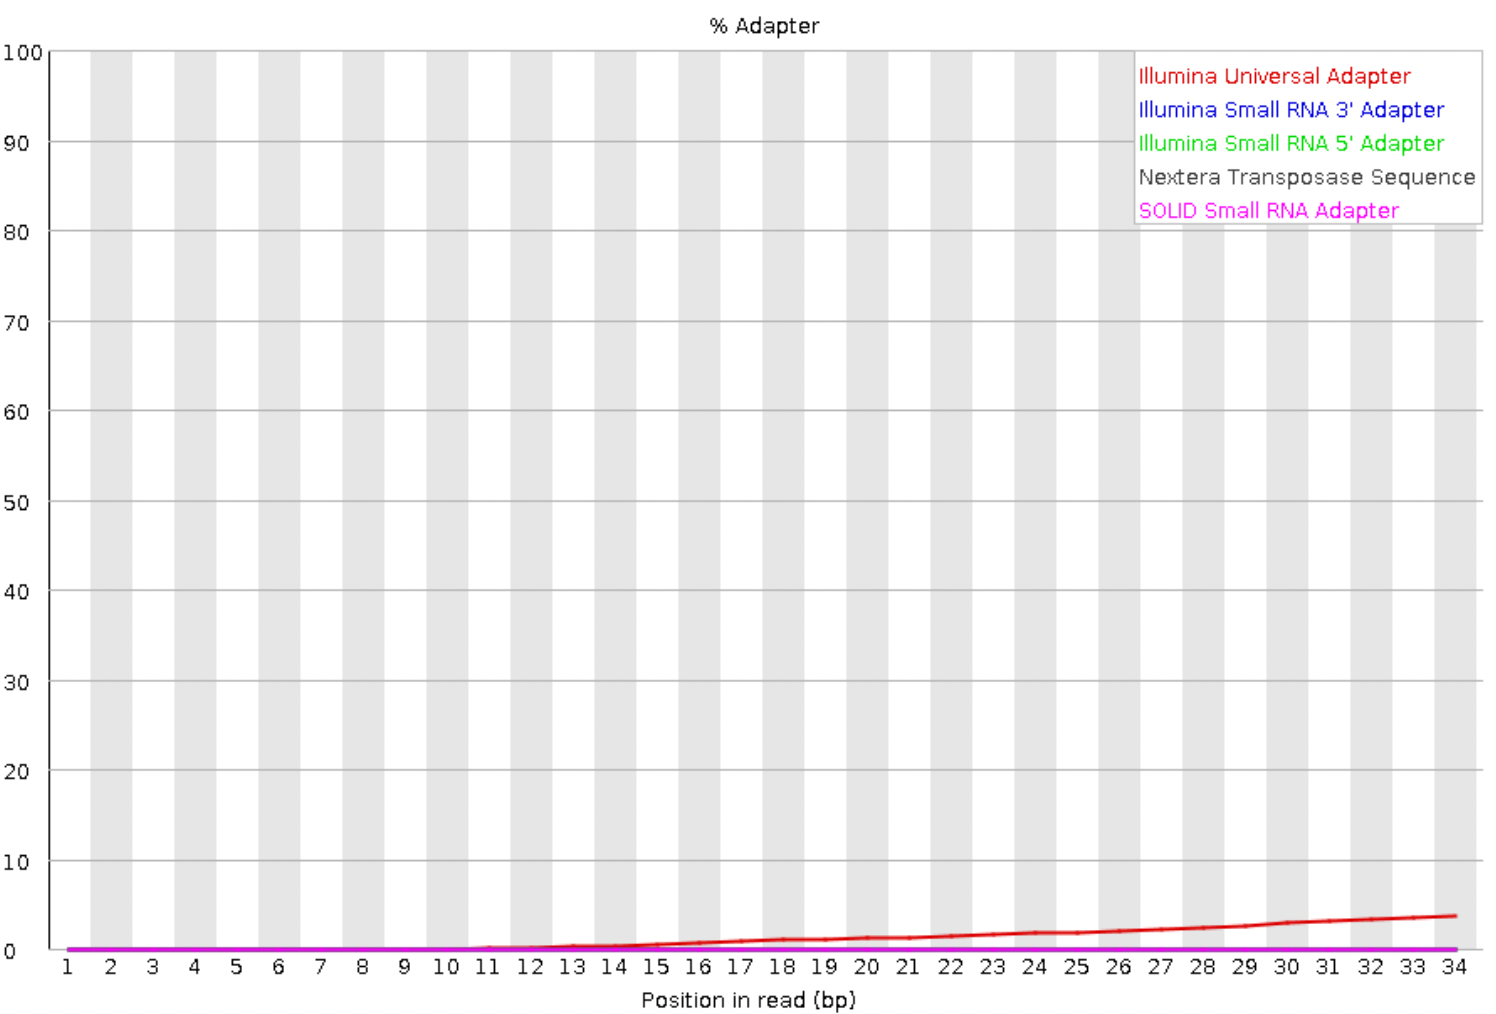 % Adapter
100
90
80
70
60
50
40
30
20
10
0
Illumina Universal Adapter
Illumina Small RNA 3' Adapter
Illumina Small RNA 5' Adapter
Nextera Transposase Sequence
SOLID Small RNA Adapter
1 2 3 4 5 6 7 8 9 10 11 12 13 14 15 16 17 18 19 20 21 22 23 24 25 26 27 28 29 30 31 32 33 34
Position in read (bp)